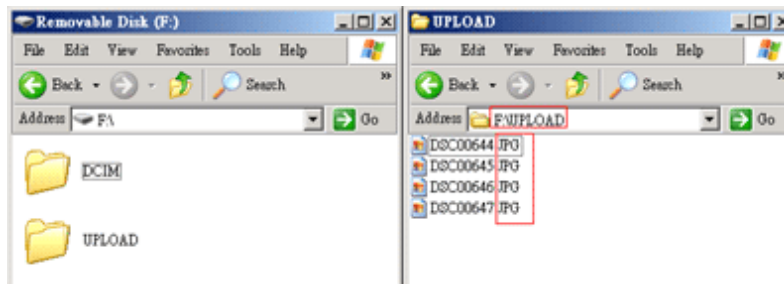 Removable Disk (F:)
File Edit View Favorites Tools Help
Back Search »
Address F:\ Go
DCIM
UPLOAD
UPLOAD
File Edit View Favorites Tools Help
Back Search »
Address F:\UPLOAD Go
DSC00644.JPG
DSC00645.JPG
DSC00646.JPG
DSC00647.JPG